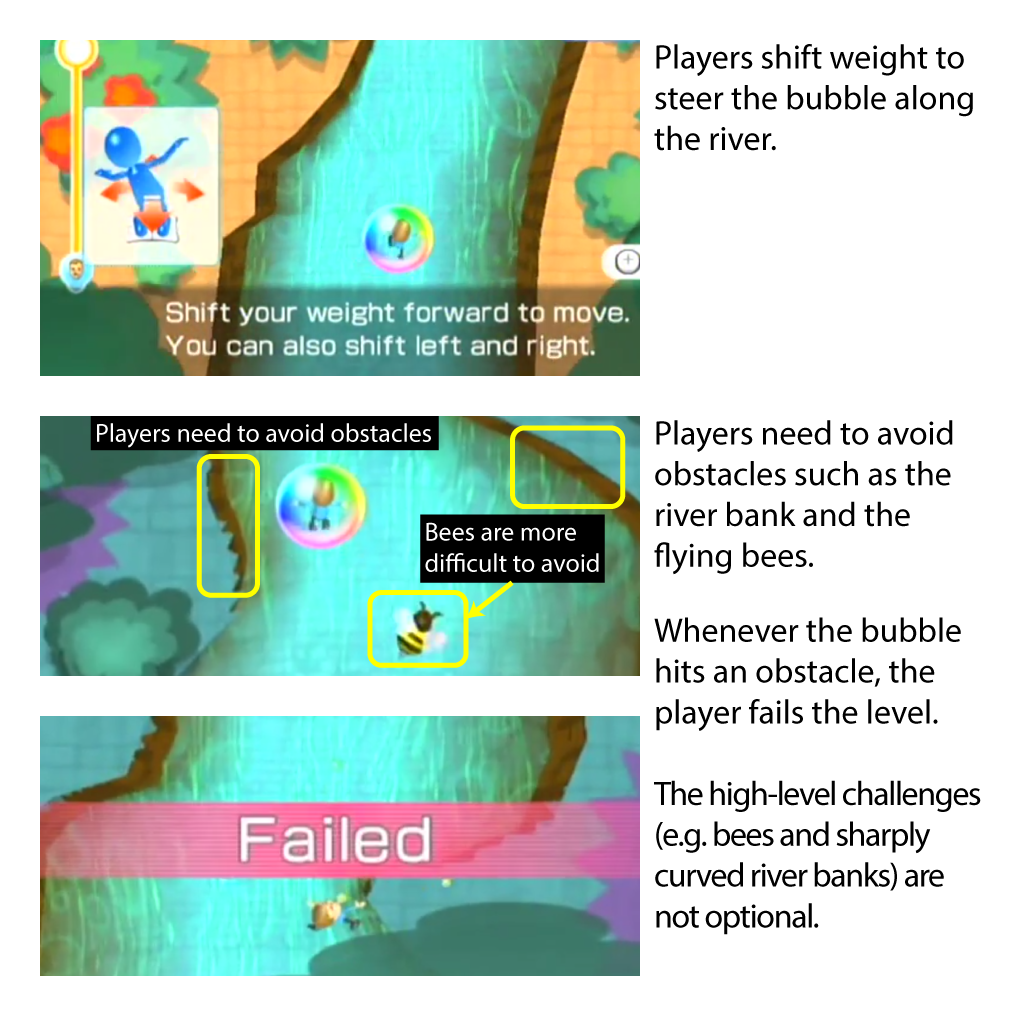 Players shift weight to
steer the bubble along
the river.
Shift your weight forward to move.
You can also shift left and right.
Players need to avoid obstacles
Bees are more
difficult to avoid
Players need to avoid
obstacles such as the
river bank and the
flying bees.
Whenever the bubble
hits an obstacle, the
player fails the level.
Failed
The high-level challenges
(e.g. bees and sharply
curved river banks) are
not optional.